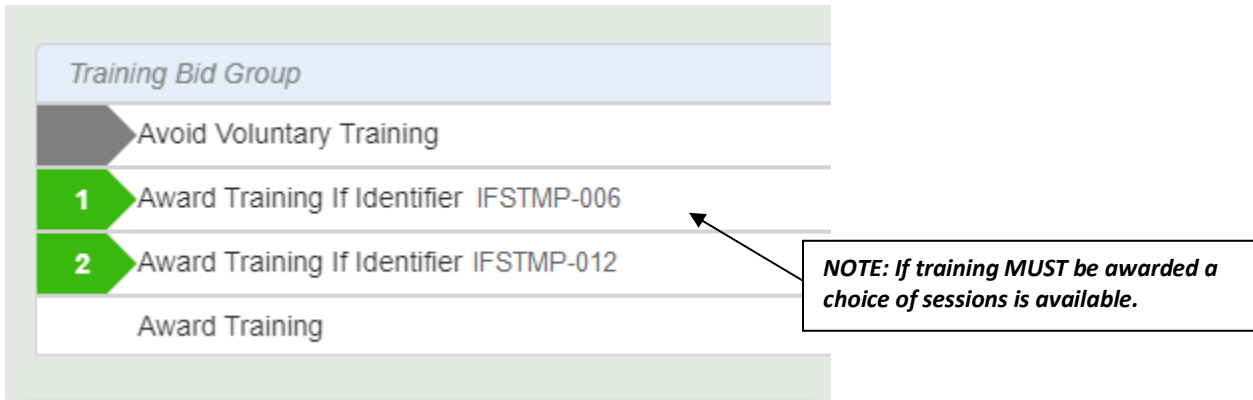 Training Bid Group
Avoid Voluntary Training
1 Award Training If Identifier IFSTMP-006
2 Award Training If Identifier IFSTMP-012
Award Training
NOTE: If training MUST be awarded a
choice of sessions is available.